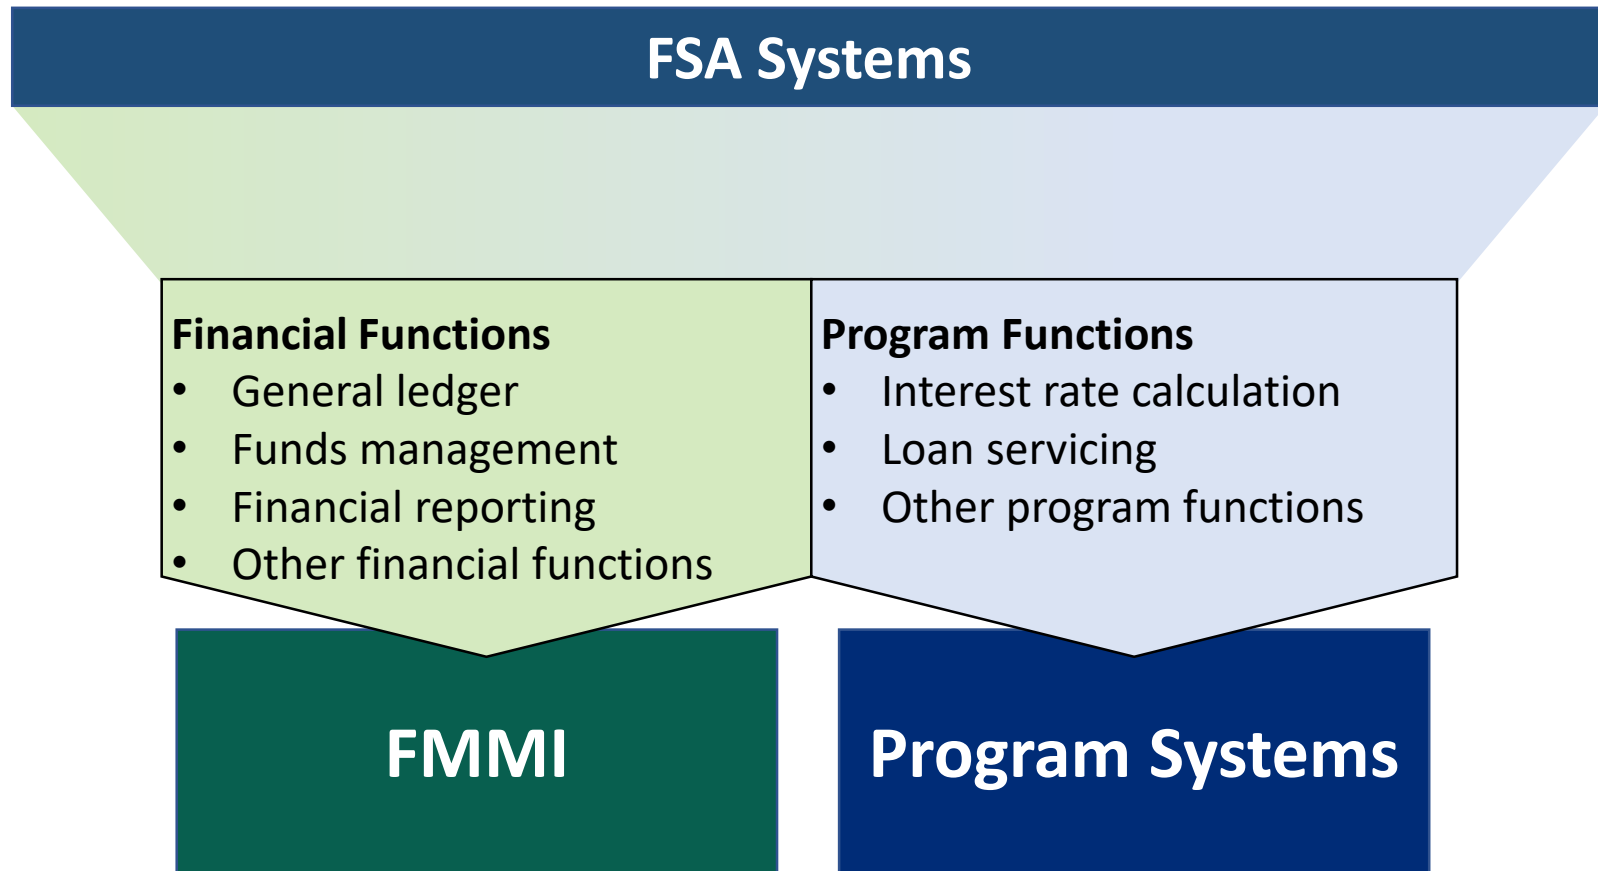 FSA Systems
Financial Functions
• General ledger
• Funds management
• Financial reporting
• Other financial functions
Program Functions
• Interest rate calculation
• Loan servicing
• Other program functions
FMMI
Program Systems